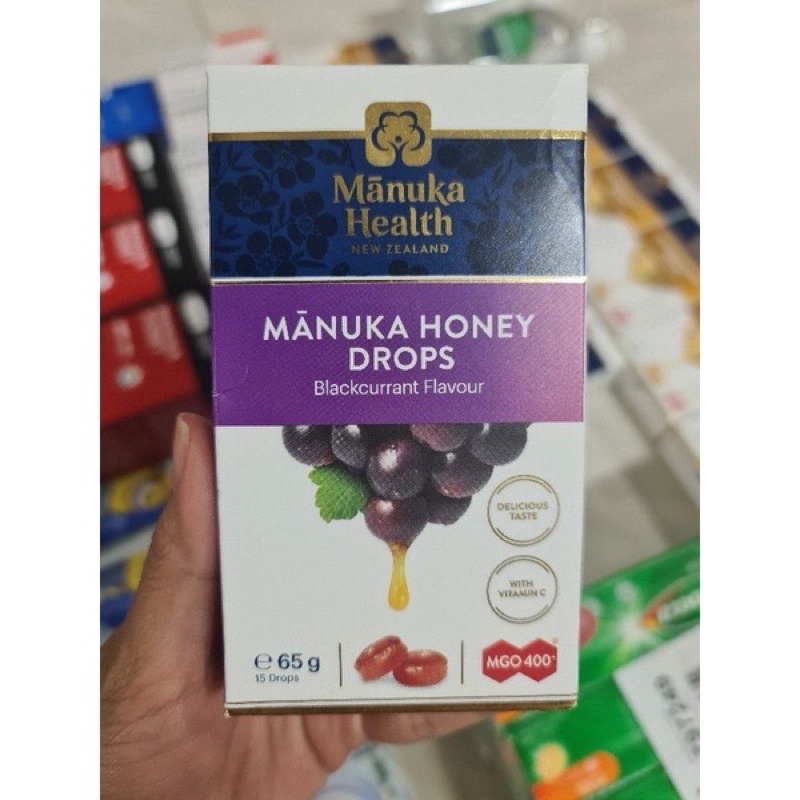 Mānuka
Health
NEW ZEALAND
MĀNUKA HONEY
DROPS
Blackcurrant Flavour
DELICIOUS
TASTE
WITH
VITAMIN C
℮ 65 g
15 Drops
MGO 400+